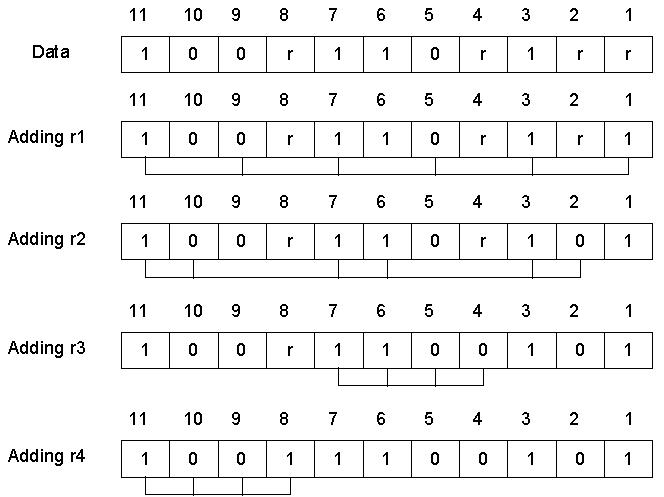 11 10 9 8 7 6 5 4 3 2 1
Data 1 0 0 r 1 1 0 r 1 r r
11 10 9 8 7 6 5 4 3 2 1
Adding r1 1 0 0 r 1 1 0 r 1 r 1
11 10 9 8 7 6 5 4 3 2 1
Adding r2 1 0 0 r 1 1 0 r 1 0 1
11 10 9 8 7 6 5 4 3 2 1
Adding r3 1 0 0 r 1 1 0 0 1 0 1
11 10 9 8 7 6 5 4 3 2 1
Adding r4 1 0 0 1 1 1 0 0 1 0 1